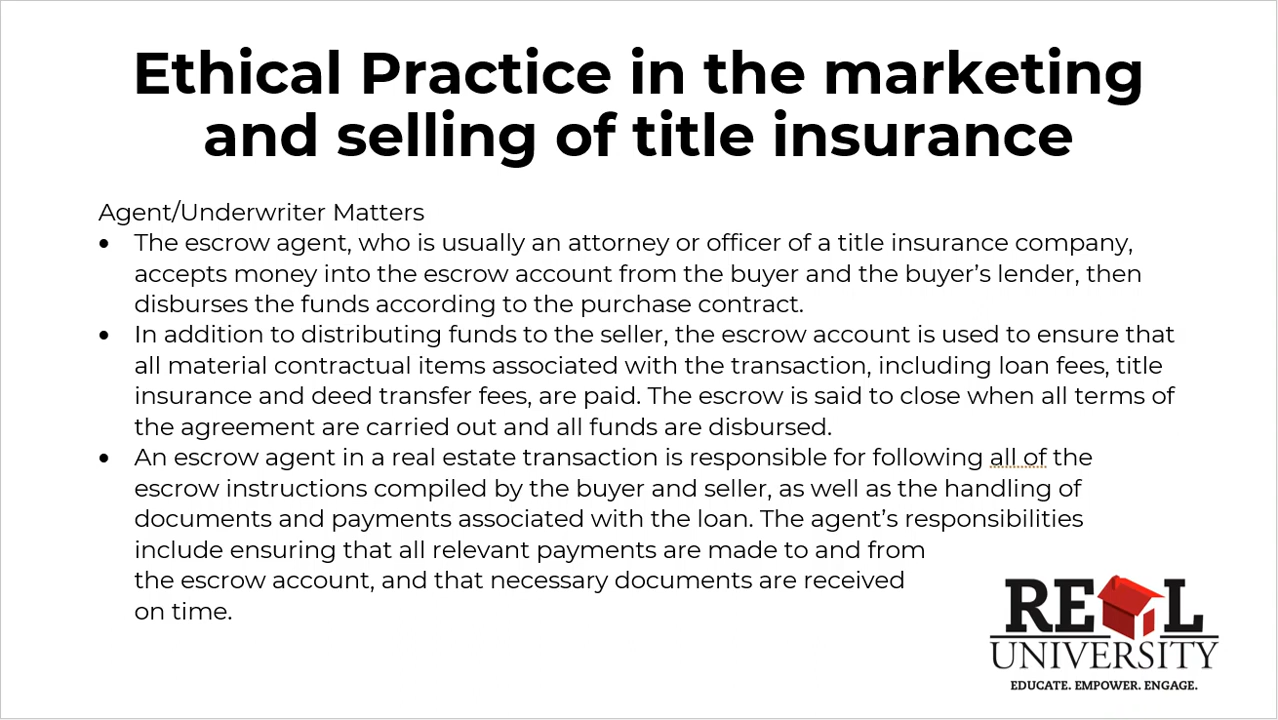 Ethical Practice in the marketing
and selling of title insurance
Agent/Underwriter Matters
• The escrow agent, who is usually an attorney or officer of a title insurance company,
accepts money into the escrow account from the buyer and the buyer's lender, then
disburses the funds according to the purchase contract.
• In addition to distributing funds to the seller, the escrow account is used to ensure that
all material contractual items associated with the transaction, including loan fees, title
insurance and deed transfer fees, are paid. The escrow is said to close when all terms of
the agreement are carried out and all funds are disbursed.
• An escrow agent in a real estate transaction is responsible for following all of the
escrow instructions compiled by the buyer and seller, as well as the handling of
documents and payments associated with the loan. The agent's responsibilities
include ensuring that all relevant payments are made to and from
the escrow account, and that necessary documents are received
on time.
RE L
UNIVERSITY
EDUCATE. EMPOWER. ENGAGE.